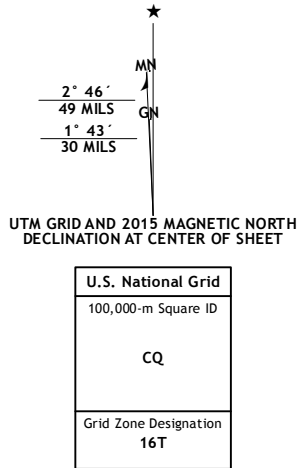 MN
2° 46´
49 MILS
GN
1° 43´
30 MILS
UTM GRID AND 2015 MAGNETIC NORTH
DECLINATION AT CENTER OF SHEET
U.S. National Grid
100,000-m Square ID
CQ
Grid Zone Designation
16T